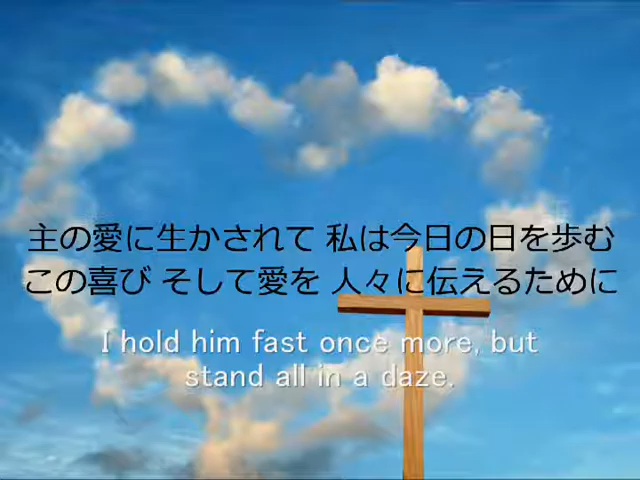 主の愛に生かされて 私は今日の日を歩む
この喜び そして愛を 人々に伝えるために
I hold him fast once more, but
stand all in a daze.